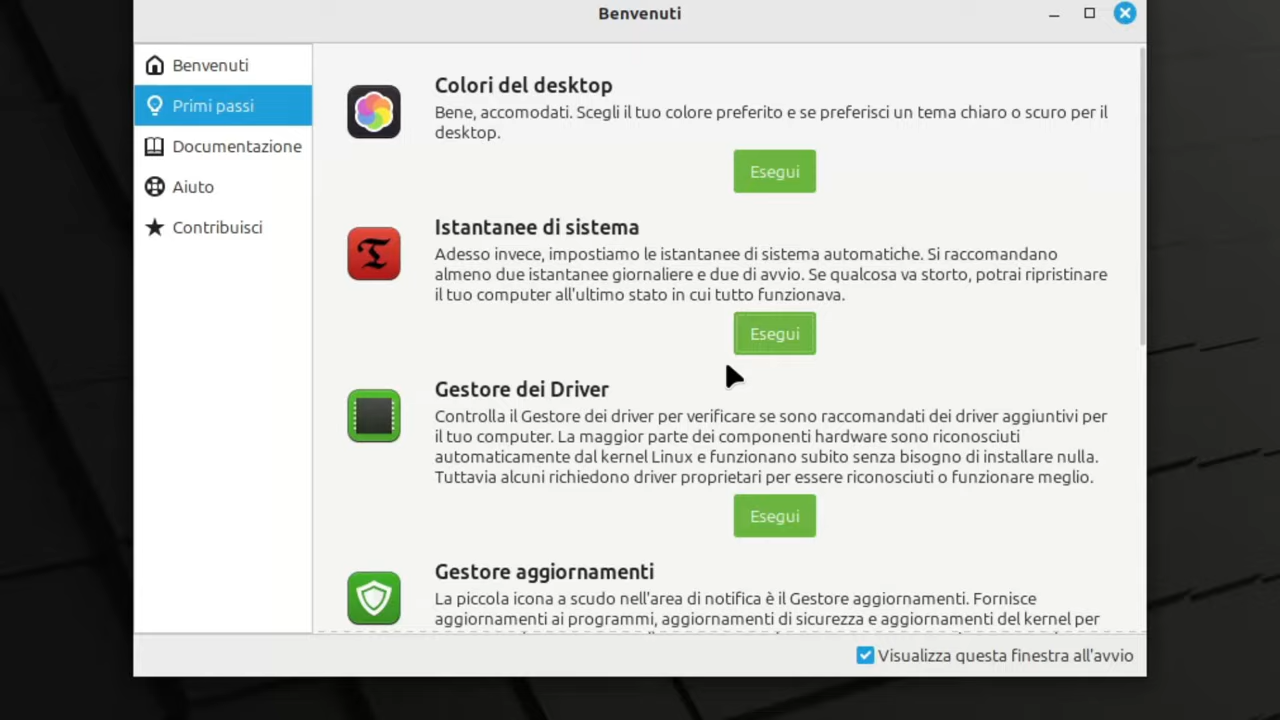 Benvenuti
Benvenuti
Primi passi
Documentazione
Aiuto
Contribuisci
Colori del desktop
Bene, accomodati. Scegli il tuo colore preferito e se preferisci un tema chiaro o scuro per il
desktop.
Esegui
Istantanee di sistema
Adesso invece, impostiamo le istantanee di sistema automatiche. Si raccomandano
almeno due istantanee giornaliere e due di avvio. Se qualcosa va storto, potrai ripristinare
il tuo computer all'ultimo stato in cui tutto funzionava.
Esegui
Gestore dei Driver
Controlla il Gestore dei driver per verificare se sono raccomandati dei driver aggiuntivi per
il tuo computer. La maggior parte dei componenti hardware sono riconosciuti
automaticamente dal kernel Linux e funzionano subito senza bisogno di installare nulla.
Tuttavia alcuni richiedono driver proprietari per essere riconosciuti o funzionare meglio.
Esegui
Gestore aggiornamenti
La piccola icona a scudo nell'area di notifica è il Gestore aggiornamenti. Fornisce
aggiornamenti ai programmi, aggiornamenti di sicurezza e aggiornamenti del kernel per
Visualizza questa finestra all'avvio